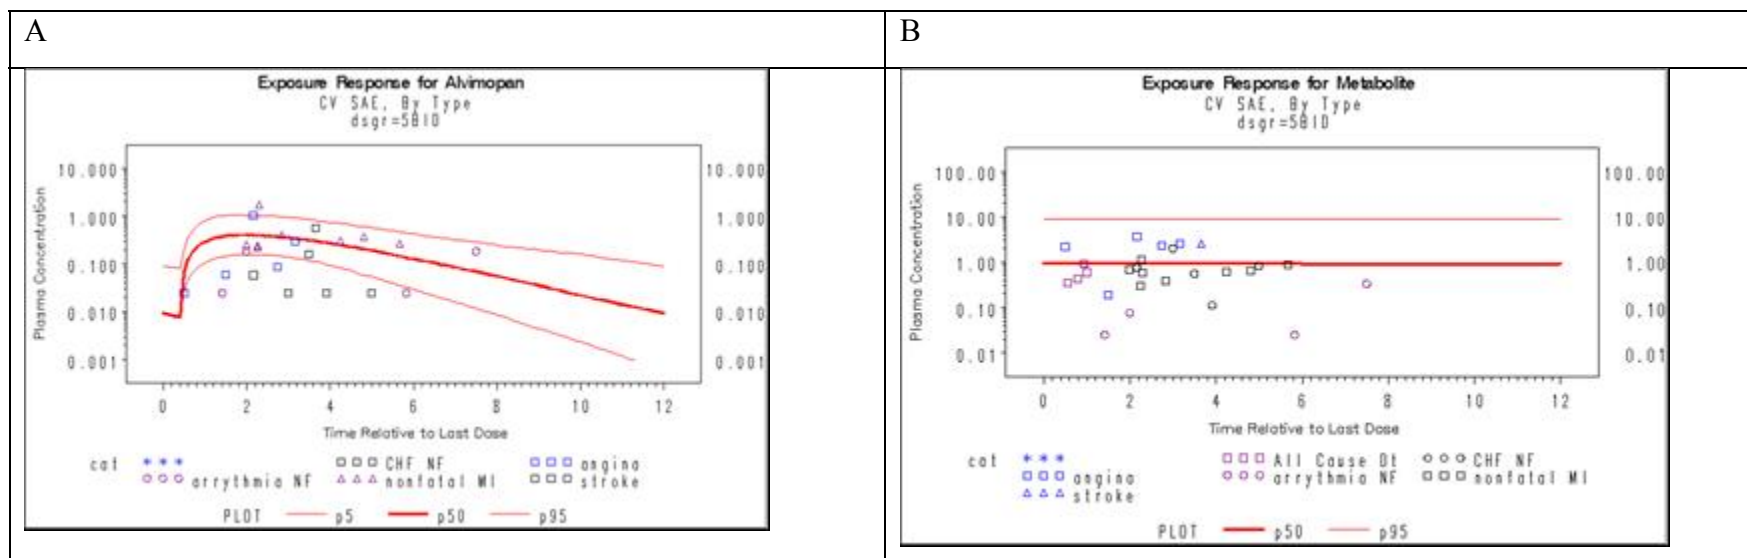 A
Exposure Response for Alvimopan
CV SAE, By Type
dsgr=5BID
Plasma Concentration
10.000 10.000
1.000 1.000
0.100 0.100
0.010 0.010
0.001 0.001
0 2 4 6 8 10 12
Time Relative to Last Dose
cat *** □□□ CHF NF □□□ angina
○○○ arrythmia NF △△△ nonfatal MI □□□ stroke
PLOT p5 p50 p95
B
Exposure Response for Metabolite
CV SAE, By Type
dsgr=5BID
Plasma Concentration
100.00 100.00
10.00 10.00
1.00 1.00
0.10 0.10
0.01 0.01
0 2 4 6 8 10 12
Time Relative to Last Dose
cat *** □□□ All Cause Dt ○○○ CHF NF
□□□ angina ○○○ arrythmia NF □□□ nonfatal MI
△△△ stroke
PLOT p50 p95